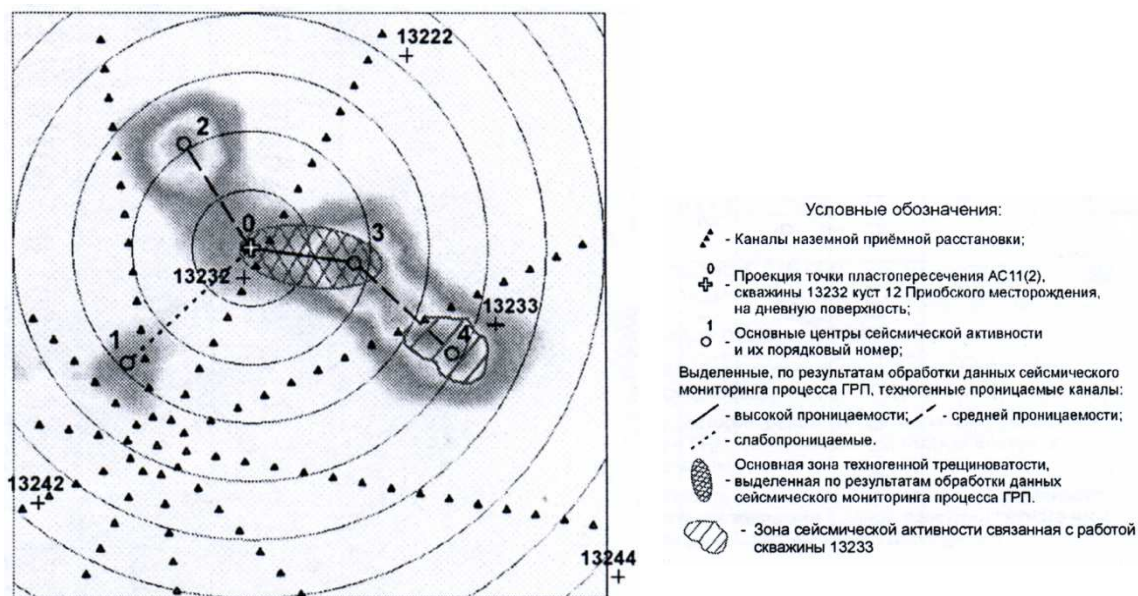 13222
2
0
3
13232
13233
1
4
13242
13244
Условные обозначения:
- Каналы наземной приёмной расстановки;
0
Проекция точки пластопересечения АС11(2),
- скважины 13232 куст 12 Приобского месторождения,
на дневную поверхность;
1
- Основные центры сейсмической активности
и их порядковый номер;
Выделенные, по результатам обработки данных сейсмического
мониторинга процесса ГРП, техногенные проницаемые каналы:
- высокой проницаемости; - средней проницаемости;
- слабопроницаемые.
Основная зона техногенной трещиноватости,
- выделенная по результатам обработки данных
сейсмического мониторинга процесса ГРП.
- Зона сейсмической активности связанная с работой
скважины 13233